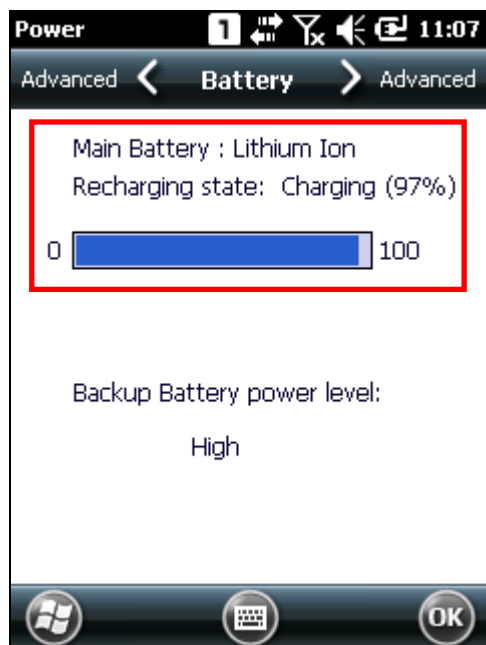 Power 1 11:07
Advanced Battery Advanced
Main Battery : Lithium Ion
Recharging state: Charging (97%)
0 100
Backup Battery power level:
High
OK